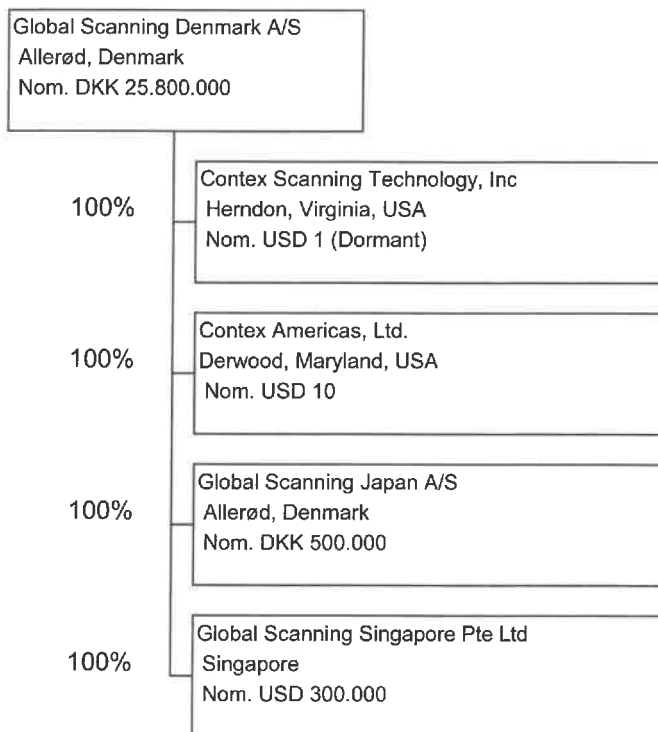 Global Scanning Denmark A/S
Allerød, Denmark
Nom. DKK 25.800.000
100%
Contex Scanning Technology, Inc
Herndon, Virginia, USA
Nom. USD 1 (Dormant)
100%
Contex Americas, Ltd.
Derwood, Maryland, USA
Nom. USD 10
100%
Global Scanning Japan A/S
Allerød, Denmark
Nom. DKK 500.000
100%
Global Scanning Singapore Pte Ltd
Singapore
Nom. USD 300.000